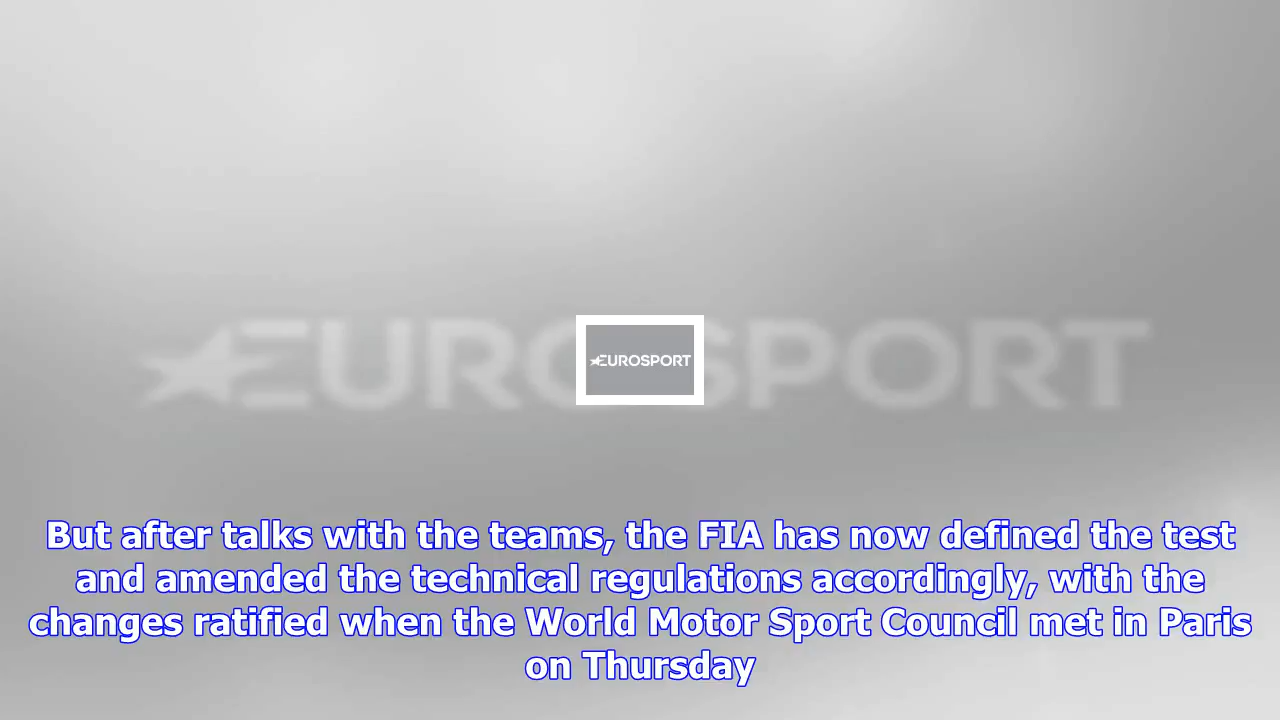 EUROSPORT
EUROSPORT
But after talks with the teams, the FIA has now defined the test
and amended the technical regulations accordingly, with the
changes ratified when the World Motor Sport Council met in Paris
on Thursday